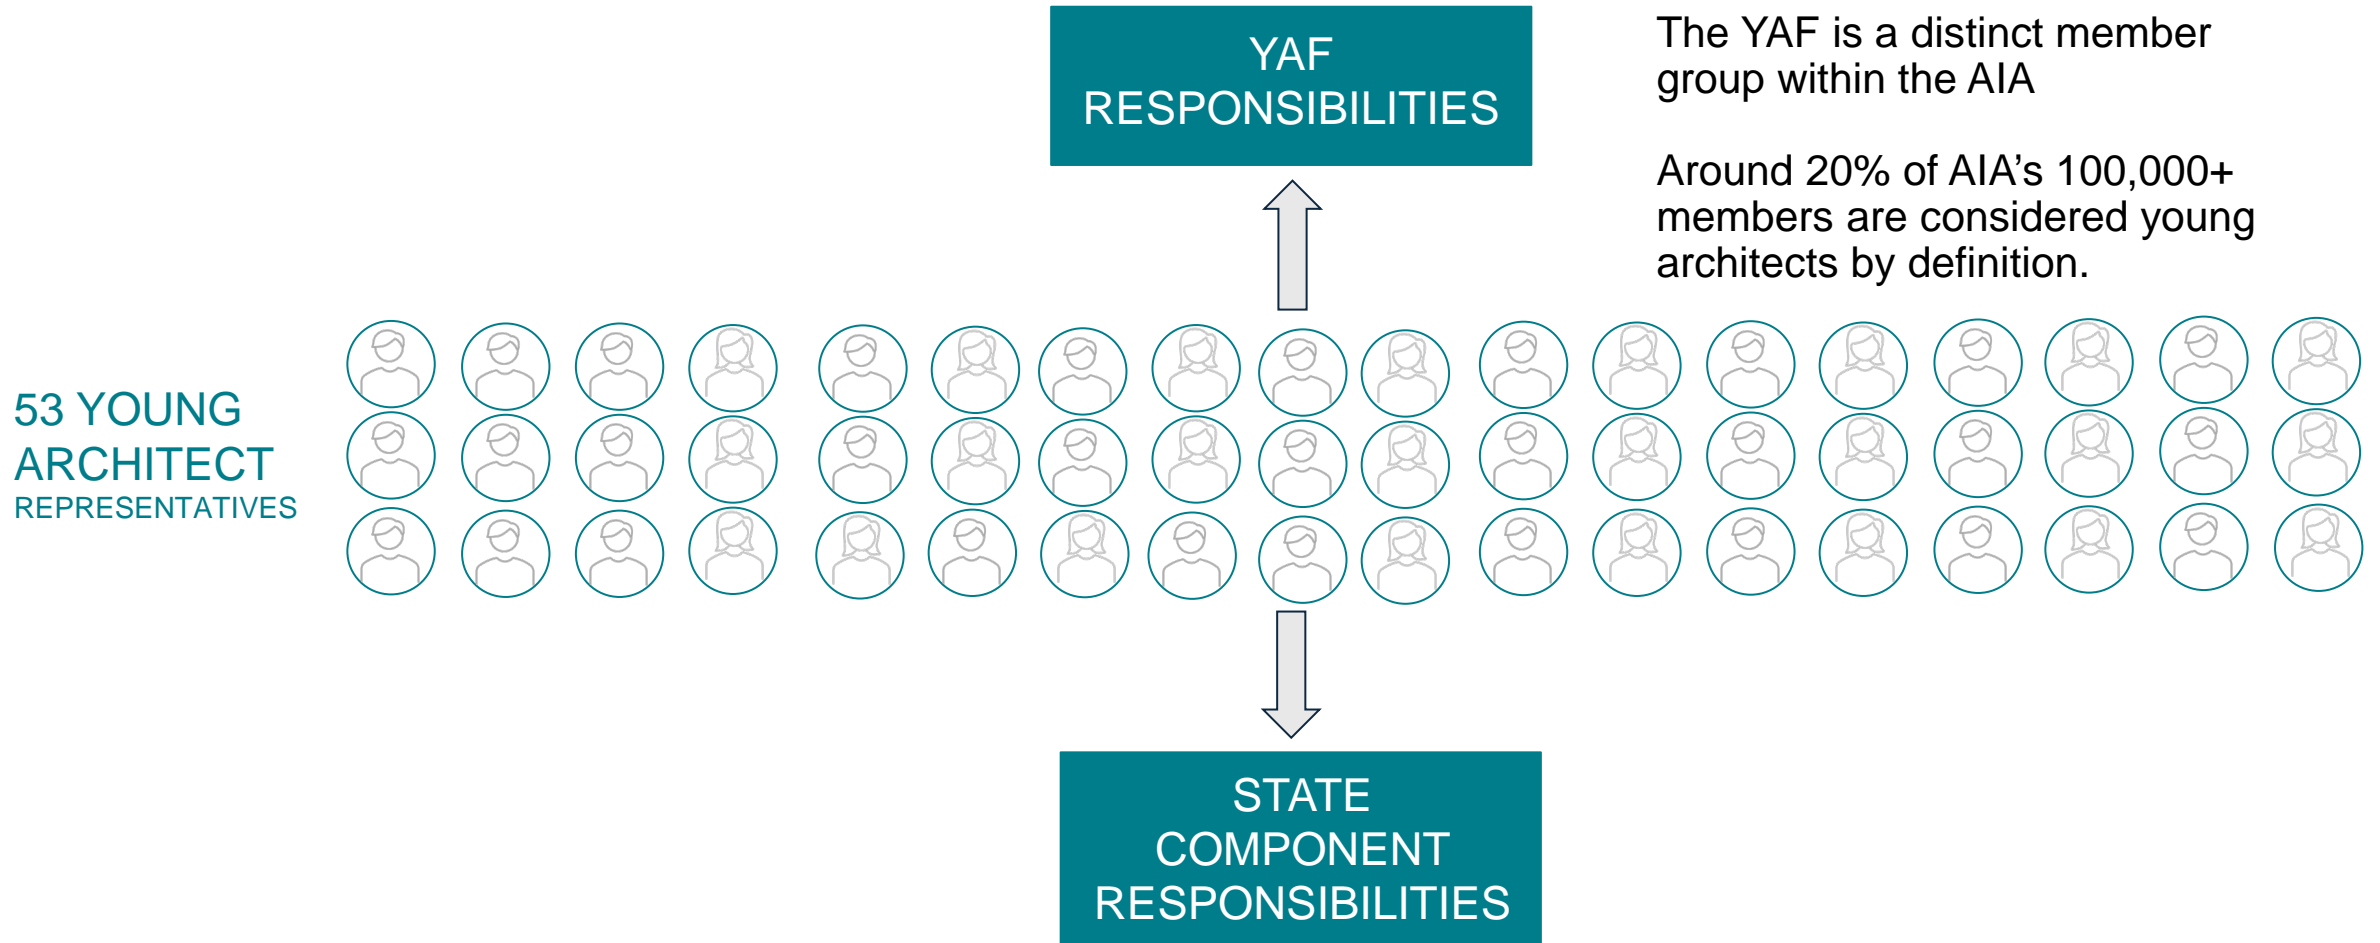 YAF
RESPONSIBILITIES
The YAF is a distinct member
group within the AIA
Around 20% of AIA’s 100,000+
members are considered young
architects by definition.
53 YOUNG
ARCHITECT
REPRESENTATIVES
STATE
COMPONENT
RESPONSIBILITIES